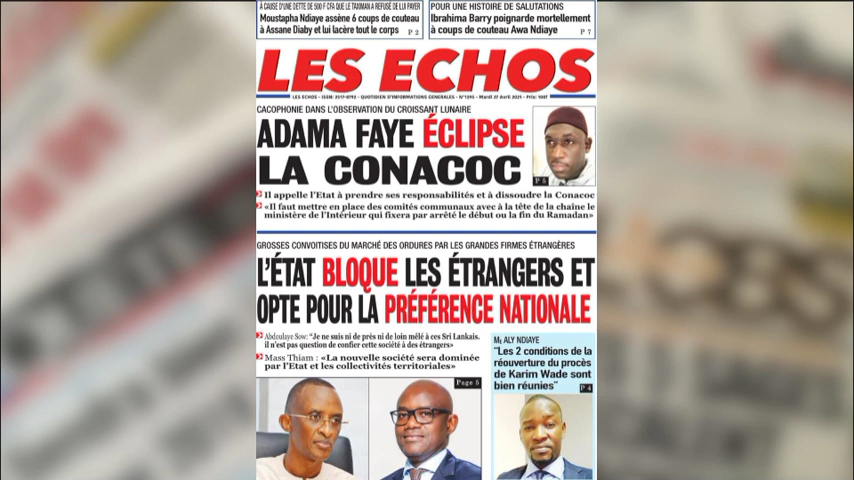 À CAUSE D'UNE DETTE DE 500 F CFA QUE LE TAXIMAN A REFUSÉ DE LUI PAYER
Moustapha Ndiaye assène 6 coups de couteau
à Assane Diaby et lui lacère tout le corps P 2
POUR UNE HISTOIRE DE SALUTATIONS
Ibrahima Barry poignarde mortellement
à coups de couteau Awa Ndiaye P 7
LES ECHOS
LES ECHOS - ISSN: 2517-8792 - QUOTIDIEN D'INFORMATIONS GENERALES - N°1395 - Mardi 27 Avril 2021 - Prix: 100f
CACOPHONIE DANS L'OBSERVATION DU CROISSANT LUNAIRE
ADAMA FAYE ÉCLIPSE
LA CONACOC
P 5
Il appelle l'Etat à prendre ses responsabilités et à dissoudre la Conacoc
«Il faut mettre en place des comités communaux avec à la tête de la chaîne le
ministère de l'Intérieur qui fixera par arrêté le début ou la fin du Ramadan»
GROSSES CONVOITISES DU MARCHÉ DES ORDURES PAR LES GRANDES FIRMES ÉTRANGÈRES
L'ÉTAT BLOQUE LES ÉTRANGERS ET
OPTE POUR LA PRÉFÉRENCE NATIONALE
Abdoulaye Sow: "Je ne suis ni de près ni de loin mêlé à ces Sri Lankais.
il n'est pas question de confier cette société à des étrangers»
Mass Thiam : «La nouvelle société sera dominée
par l'Etat et les collectivités territoriales»
Page 5
Me ALY NDIAYE
"Les 2 conditions de la
réouverture du procès
de Karim Wade sont
bien réunies" P 4